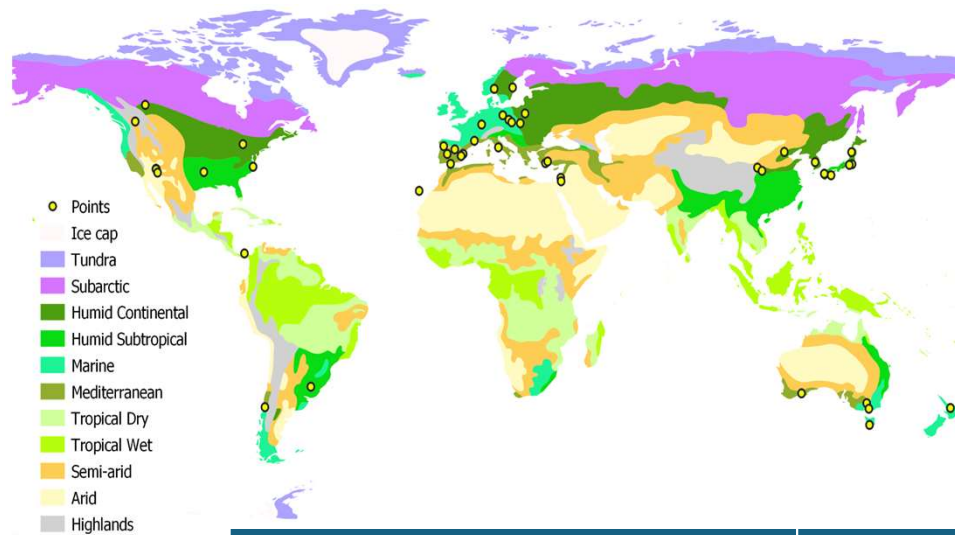 Points
Ice cap
Tundra
Subarctic
Humid Continental
Humid Subtropical
Marine
Mediterranean
Tropical Dry
Tropical Wet
Semi-arid
Arid
Highlands